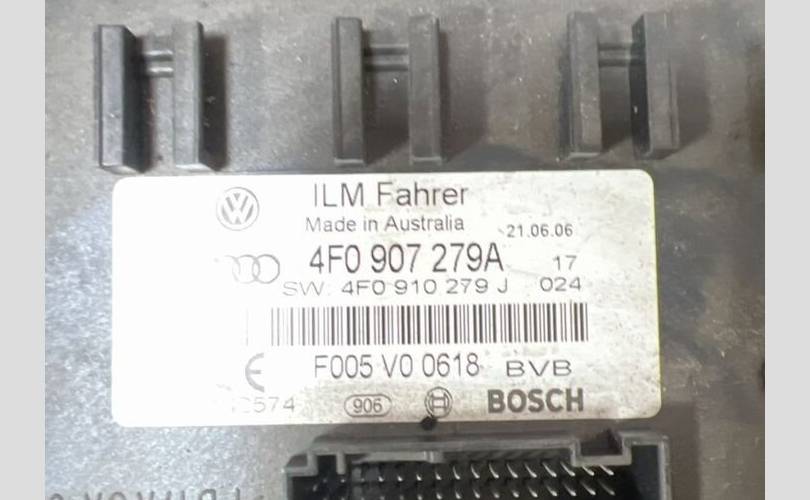 ILM Fahrer
Made in Australia 21.06.06
4F0 907 279A 17
SW: 4F0 910 279 J 024
F005 V0 0618 BVB
906 BOSCH